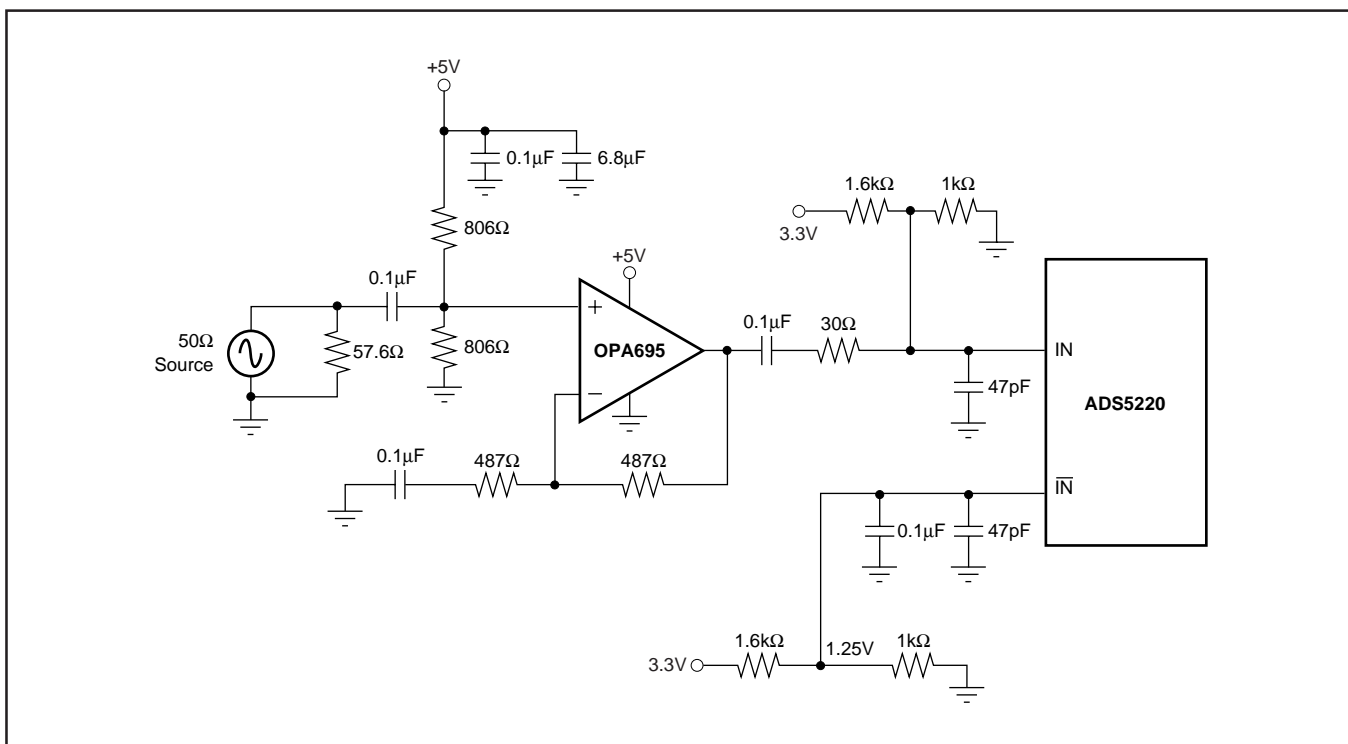 +5V
0.1µF
6.8µF
806Ω
1.6kΩ
1kΩ
3.3V
+5V
0.1µF
50Ω
Source
57.6Ω
806Ω
+
−
OPA695
0.1µF
30Ω
IN
47pF
ADS5220
0.1µF
487Ω
487Ω
I̅N̅
0.1µF
47pF
1.6kΩ
1.25V
1kΩ
3.3V